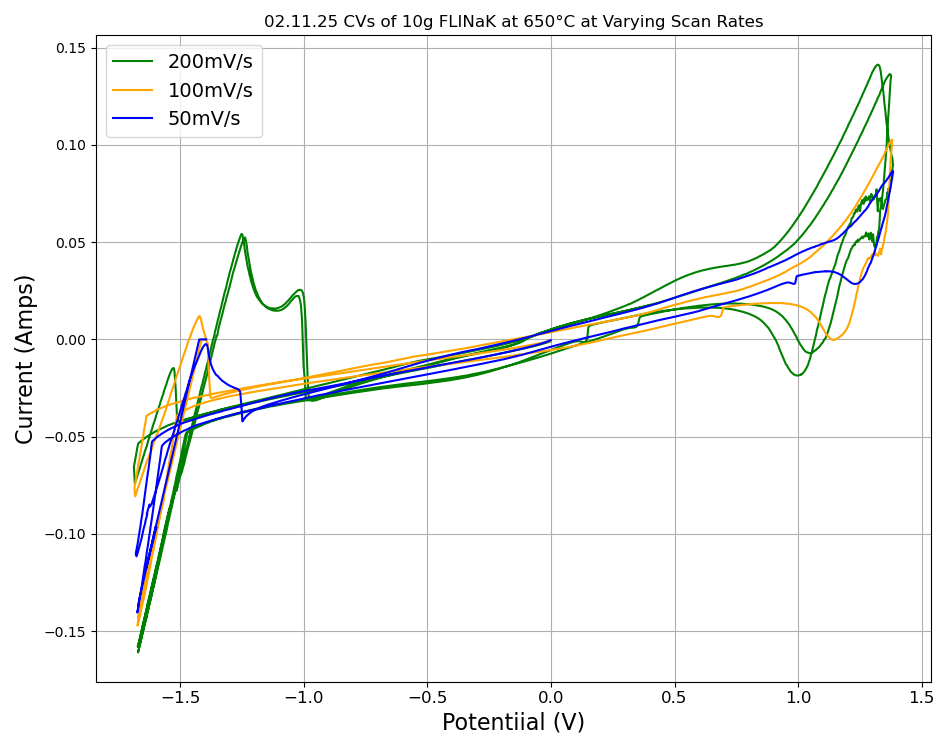 02.11.25 CVs of 10g FLINaK at 650°C at Varying Scan Rates
200mV/s
100mV/s
50mV/s
0.15
0.10
0.05
0.00
−0.05
−0.10
−0.15
Current (Amps)
−1.5 −1.0 −0.5 0.0 0.5 1.0 1.5
Potentiial (V)